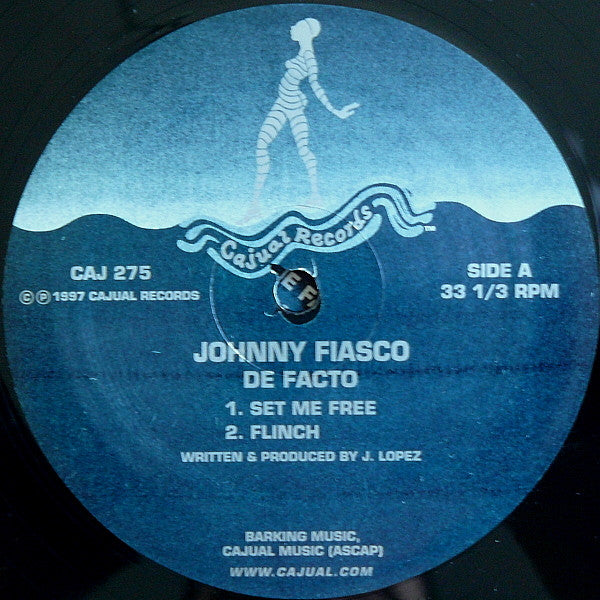 Cajual Records
TM
CAJ 275
SIDE A
©℗1997 CAJUAL RECORDS
33 1/3 RPM
JOHNNY FIASCO
DE FACTO
1. SET ME FREE
2. FLINCH
WRITTEN & PRODUCED BY J. LOPEZ
BARKING MUSIC,
CAJUAL MUSIC (ASCAP)
WWW.CAJUAL.COM